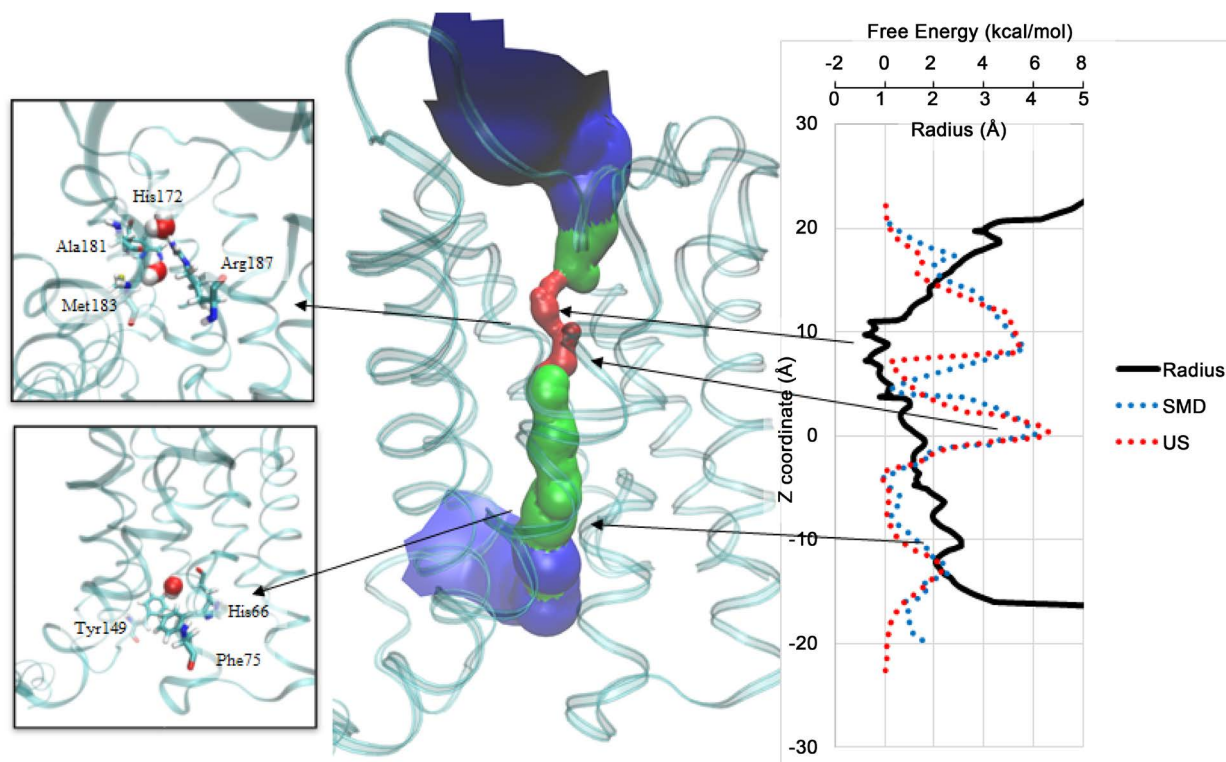 Free Energy (kcal/mol)
-2 0 2 4 6 8
0 1 2 3 4 5
Radius (Å)
30
20
10
0
-10
-20
-30
Z coordinate (Å)
Radius
SMD
US
His172
Ala181
Arg187
Met183
Tyr149
His66
Phe75